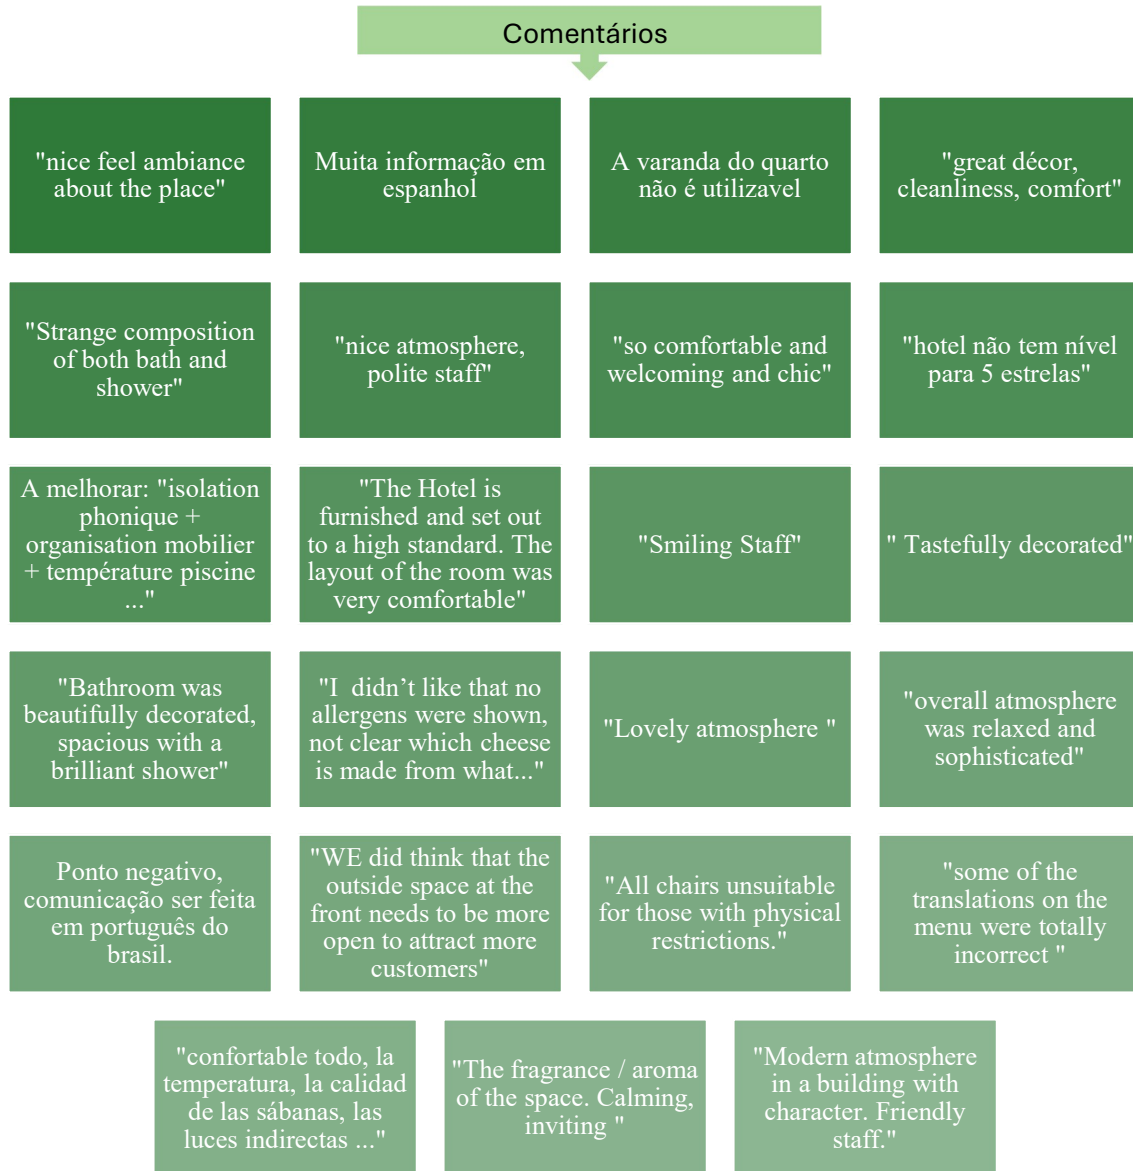 Comentários
"nice feel ambiance
about the place"
Muita informação em
espanhol
A varanda do quarto
não é utilizavel
"great décor,
cleanliness, comfort"
"Strange composition
of both bath and
shower"
"nice atmosphere,
polite staff"
"so comfortable and
welcoming and chic"
"hotel não tem nível
para 5 estrelas"
A melhorar: "isolation
phonique +
organisation mobilier
+ température piscine
..."
"The Hotel is
furnished and set out
to a high standard. The
layout of the room was
very comfortable"
"Smiling Staff"
" Tastefully decorated"
"Bathroom was
beautifully decorated,
spacious with a
brilliant shower"
"I  didn’t like that no
allergens were shown,
not clear which cheese
is made from what..."
"Lovely atmosphere "
"overall atmosphere
was relaxed and
sophisticated"
Ponto negativo,
comunicação ser feita
em português do
brasil.
"WE did think that the
outside space at the
front needs to be more
open to attract more
customers"
"All chairs unsuitable
for those with physical
restrictions."
"some of the
translations on the
menu were totally
incorrect "
"confortable todo, la
temperatura, la calidad
de las sábanas, las
luces indirectas ..."
"The fragrance / aroma
of the space. Calming,
inviting "
"Modern atmosphere
in a building with
character. Friendly
staff."